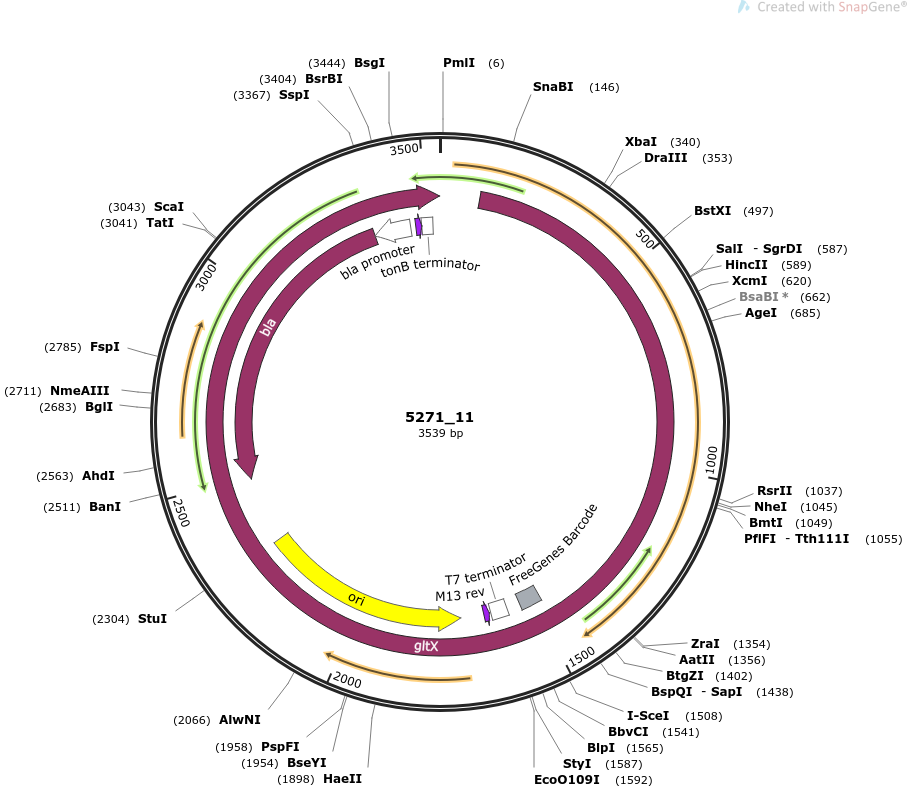 Created with SnapGene®
(3444) BsgI
PmlI (6)
(3404) BsrBI
SnaBI (146)
(3367) SspI
3500
XbaI (340)
DraIII (353)
(3043) ScaI
(3041) TatI
BstXI (497)
500
SalI - SgrDI (587)
HincII (589)
XcmI (620)
BsaBI * (662)
AgeI (685)
bla promoter
tonB terminator
3000
bla
(2785) FspI
(2711) NmeAIII
(2683) BglI
5271_11
3539 bp
1000
(2563) AhdI
(2511) BanI
2500
RsrII (1037)
NheI (1045)
BmtI (1049)
PflFI - Tth111I (1055)
FreeGenes Barcode
T7 terminator
M13 rev
ori
gltX
(2304) StuI
ZraI (1354)
AatII (1356)
BtgZI (1402)
BspQI - SapI (1438)
1500
2000
I-SceI (1508)
(2066) AlwNI
BbvCI (1541)
(1958) PspFI
BlpI (1565)
(1954) BseYI
StyI (1587)
(1898) HaeII
EcoO109I (1592)